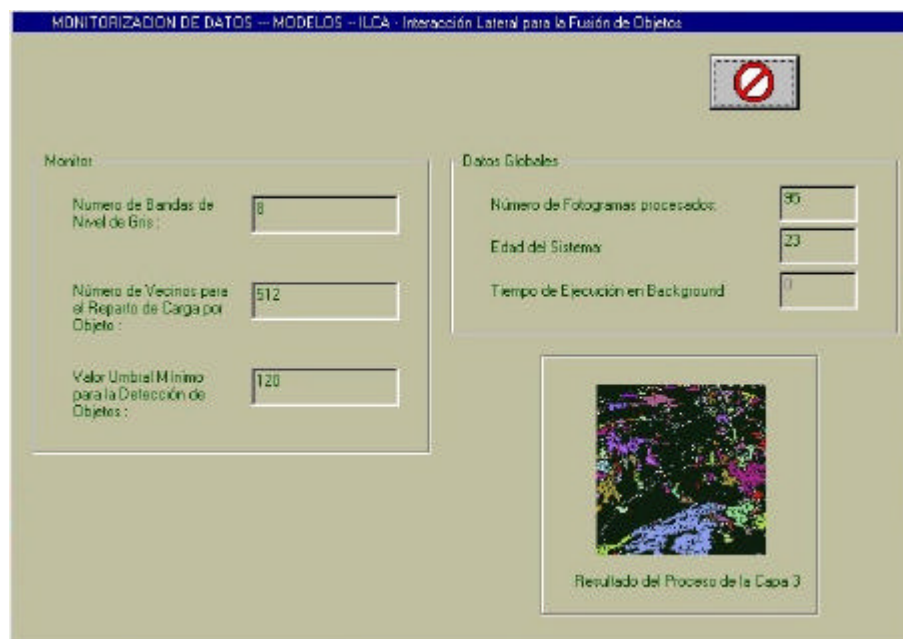 MONITORIZACION DE DATOS --- MODELOS -- ILCA - Interacción Lateral para la Fusión de Objetos
Monitor
Numero de Bandas de
Nivel de Gris :
8
Número de Vecinos para
el Reparto de Carga por
Objeto :
512
Valor Umbral Mínimo
para la Detección de
Objetos :
128
Datos Globales
Número de Fotogramas procesados:
95
Edad del Sistema:
23
Tiempo de Ejecución en Background
0
Resultado del Proceso de la Capa 3